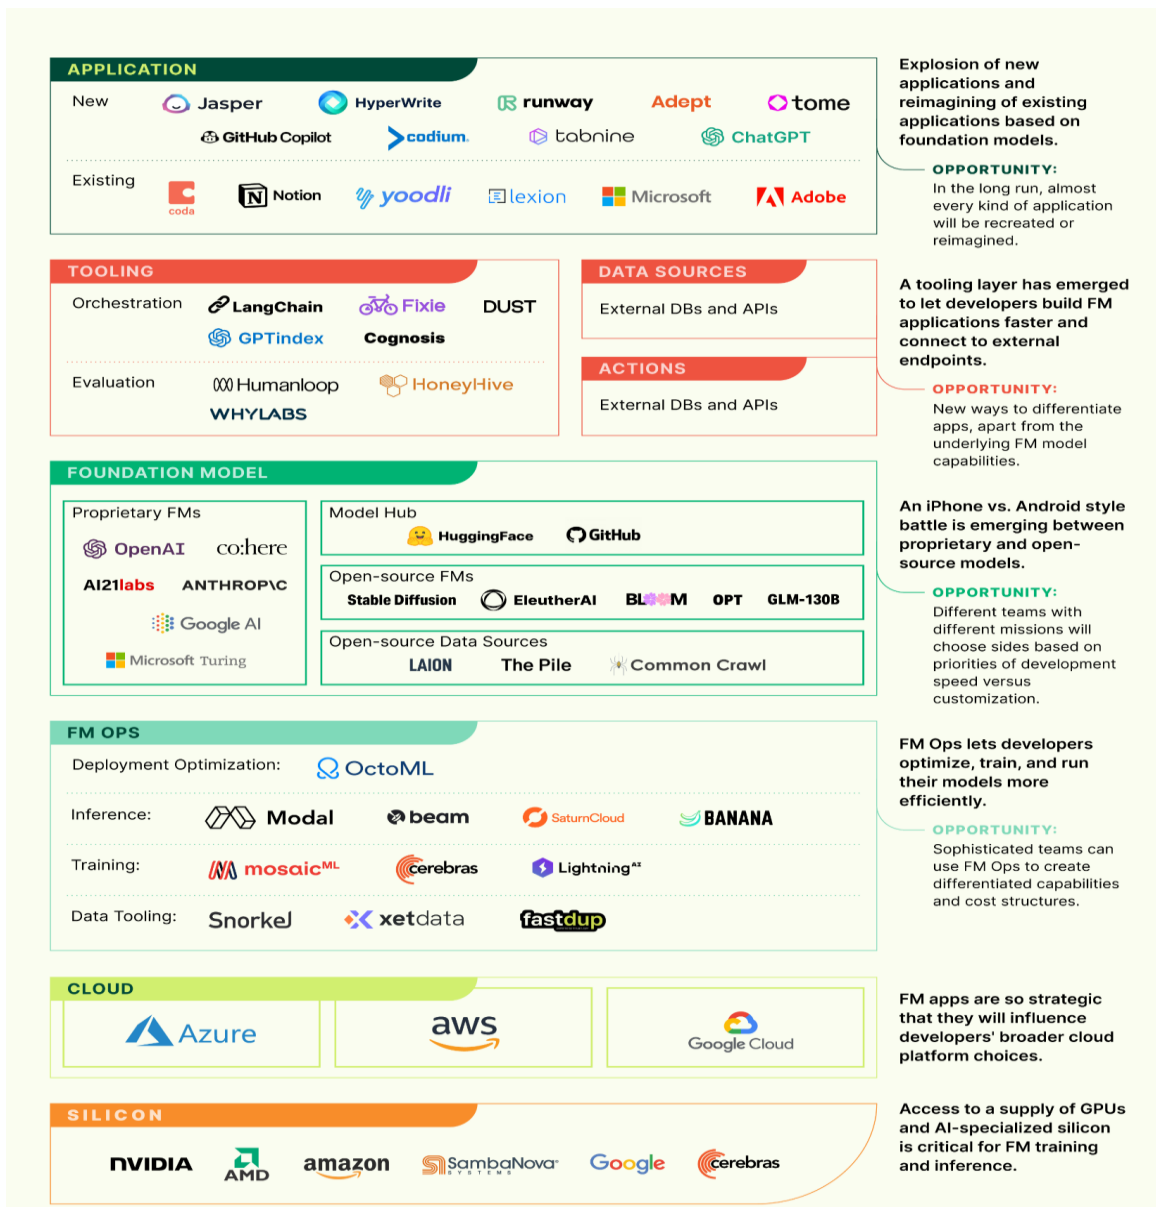 APPLICATION
New
Jasper
HyperWrite
runway
Adept
tome
GitHub Copilot
codium.
tabnine
ChatGPT
Existing
coda
Notion
yoodli
lexion
Microsoft
Adobe
Explosion of new
applications and
reimagining of existing
applications based on
foundation models.
OPPORTUNITY:
In the long run, almost
every kind of application
will be recreated or
reimagined.
TOOLING
Orchestration
LangChain
Fixie
DUST
GPTindex
Cognosis
Evaluation
Humanloop
HoneyHive
WHYLABS
DATA SOURCES
External DBs and APIs
ACTIONS
External DBs and APIs
A tooling layer has emerged
to let developers build FM
applications faster and
connect to external
endpoints.
OPPORTUNITY:
New ways to differentiate
apps, apart from the
underlying FM model
capabilities.
FOUNDATION MODEL
Proprietary FMs
OpenAI
co:here
AI21labs
ANTHROP\C
Google AI
Microsoft Turing
Model Hub
HuggingFace
GitHub
Open-source FMs
Stable Diffusion
EleutherAI
BLOOM
OPT
GLM-130B
Open-source Data Sources
LAION
The Pile
Common Crawl
An iPhone vs. Android style
battle is emerging between
proprietary and open-
source models.
OPPORTUNITY:
Different teams with
different missions will
choose sides based on
priorities of development
speed versus
customization.
FM OPS
Deployment Optimization:
OctoML
Inference:
Modal
beam
SaturnCloud
BANANA
Training:
mosaicML
cerebras
LightningAI
Data Tooling:
Snorkel
xetdata
fastdup
FM Ops lets developers
optimize, train, and run
their models more
efficiently.
OPPORTUNITY:
Sophisticated teams can
use FM Ops to create
differentiated capabilities
and cost structures.
CLOUD
Azure
aws
Google Cloud
FM apps are so strategic
that they will influence
developers' broader cloud
platform choices.
SILICON
NVIDIA
AMD
amazon
SambaNova
SYSTEMS
Google
cerebras
Access to a supply of GPUs
and AI-specialized silicon
is critical for FM training
and inference.